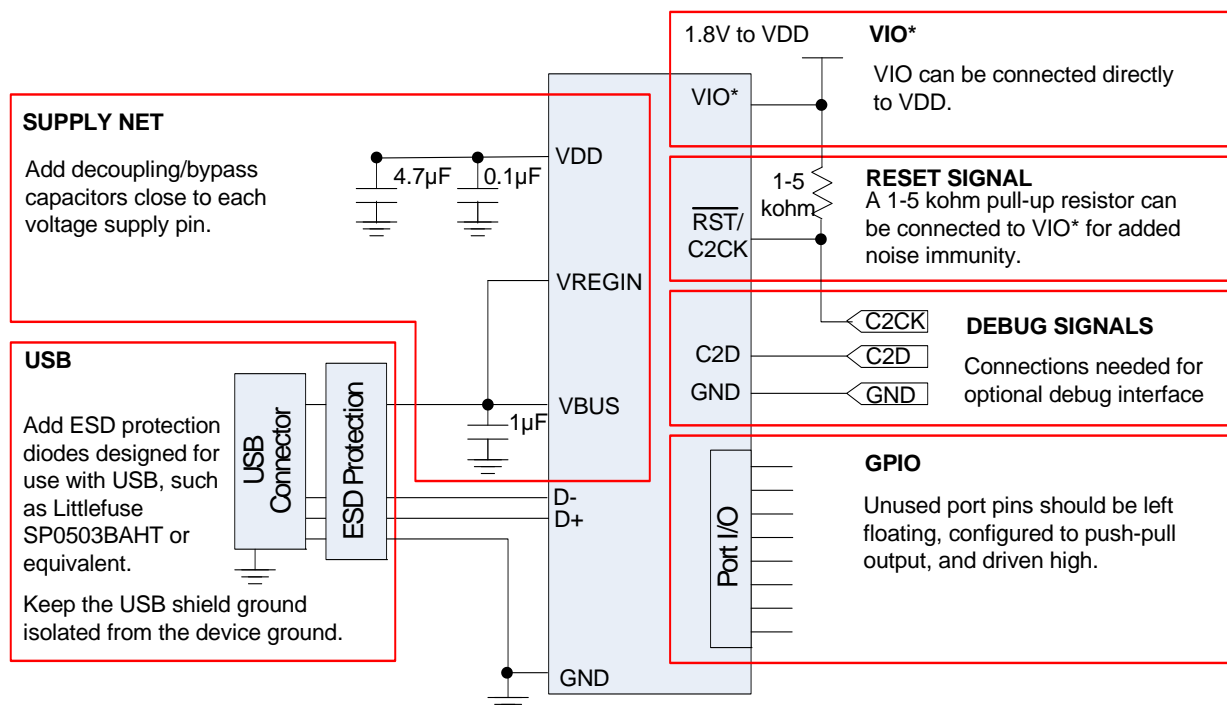 1.8V to VDD
VIO*
VIO can be connected directly
to VDD.
VIO*
SUPPLY NET
Add decoupling/bypass
capacitors close to each
voltage supply pin.
4.7µF
0.1µF
VDD
1-5
kohm
RESET SIGNAL
A 1-5 kohm pull-up resistor can
be connected to VIO* for added
noise immunity.
RST/
C2CK
VREGIN
C2CK
DEBUG SIGNALS
C2D
C2D
GND
GND
Connections needed for
optional debug interface
USB
Add ESD protection
diodes designed for
use with USB, such
as Littlefuse
SP0503BAHT or
equivalent.
Keep the USB shield ground
isolated from the device ground.
USB
Connector
ESD Protection
VBUS
1µF
D-
D+
GND
Port I/O
GPIO
Unused port pins should be left
floating, configured to push-pull
output, and driven high.